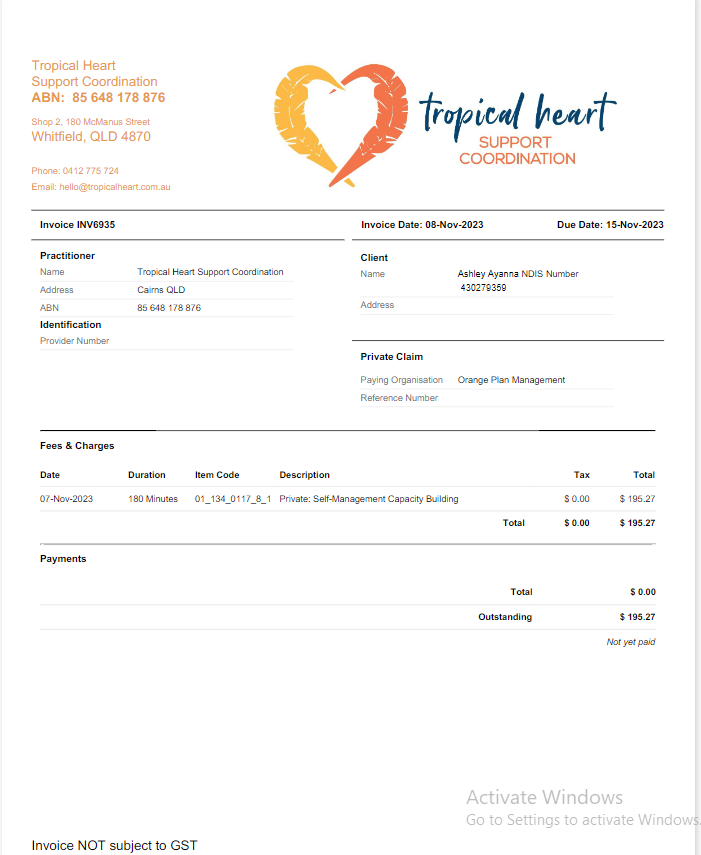 Tropical Heart
Support Coordination
ABN: 85 648 178 876
Shop 2, 180 McManus Street
Whitfield, QLD 4870
Phone: 0412 775 724
Email: hello@tropicalheart.com.au
tropical heart
SUPPORT
COORDINATION
Invoice INV6935
Invoice Date: 08-Nov-2023 Due Date: 15-Nov-2023
Practitioner
Name Tropical Heart Support Coordination
Address Cairns QLD
ABN 85 648 178 876
Identification
Provider Number
Client
Name Ashley Ayanna NDIS Number
430279359
Address
Private Claim
Paying Organisation Orange Plan Management
Reference Number
Fees & Charges
Date Duration Item Code Description Tax Total
07-Nov-2023 180 Minutes 01_134_0117_8_1 Private: Self-Management Capacity Building $ 0.00 $ 195.27
Total $ 0.00 $ 195.27
Payments
Total $ 0.00
Outstanding $ 195.27
Not yet paid
Activate Windows
Go to Settings to activate Windows.
Invoice NOT subject to GST